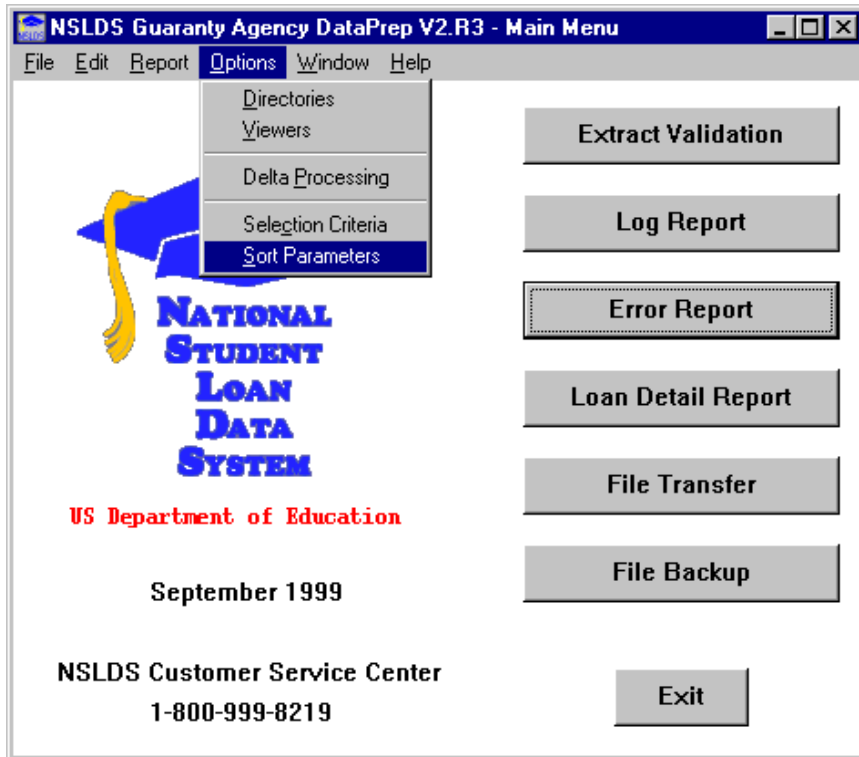 NSLDS Guaranty Agency DataPrep V2.R3 - Main Menu
File Edit Report Options Window Help
Directories
Viewers
Delta Processing
Selection Criteria
Sort Parameters
NATIONAL
STUDENT
LOAN
DATA
SYSTEM
US Department of Education
September 1999
NSLDS Customer Service Center
1-800-999-8219
Extract Validation
Log Report
Error Report
Loan Detail Report
File Transfer
File Backup
Exit